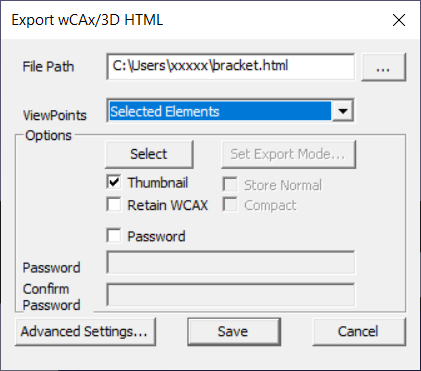 Export wCAx/3D HTML
File Path
C:\Users\xxxxx\bracket.html
...
ViewPoints
Selected Elements
Options
Select
Set Export Mode...
Thumbnail
Store Normal
Retain WCAX
Compact
Password
Password
Confirm
Password
Advanced Settings...
Save
Cancel